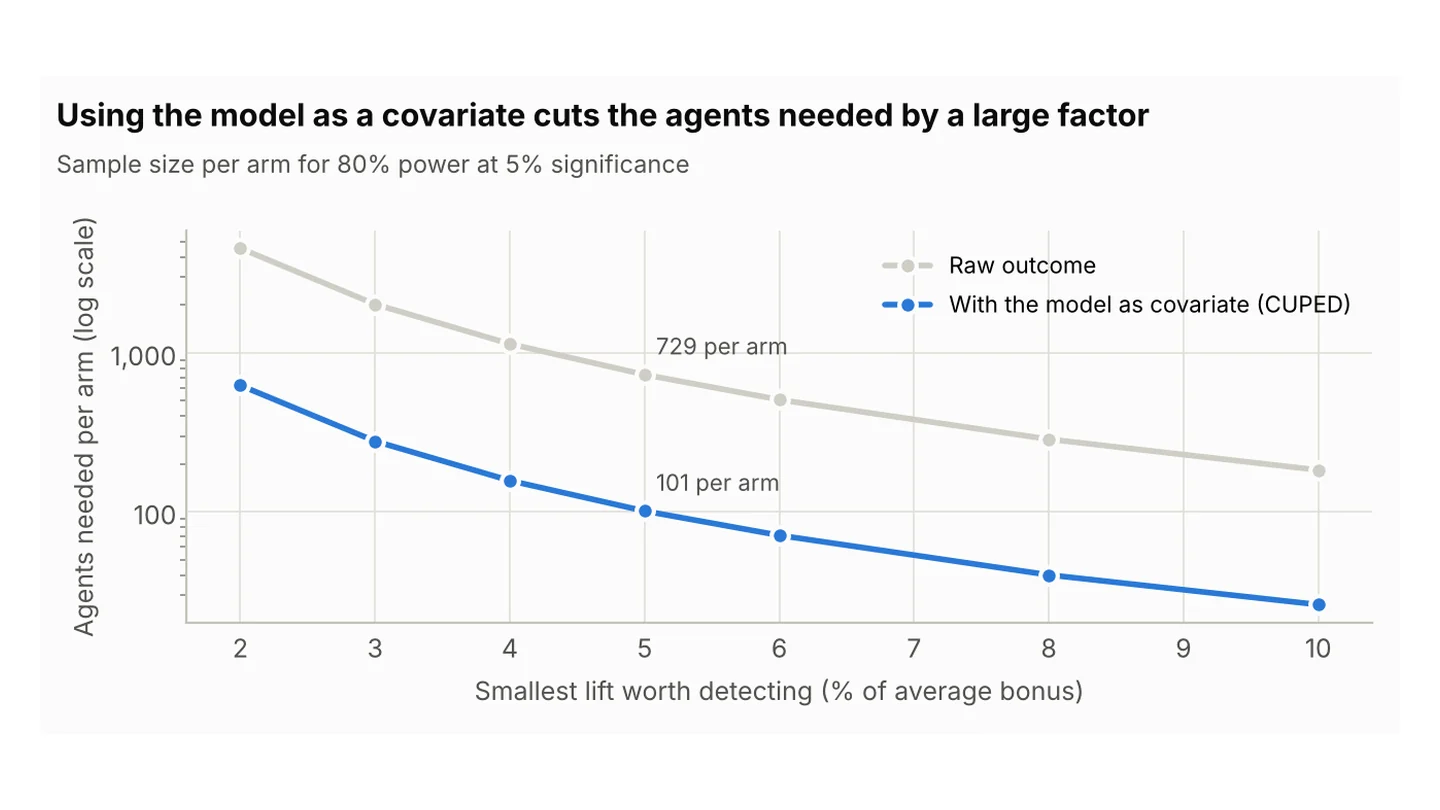 Using the model as a covariate cuts the agents needed by a large factor
Sample size per arm for 80% power at 5% significance
Agents needed per arm (log scale)
Raw outcome
With the model as covariate (CUPED)
1,000
100
729 per arm
101 per arm
2 3 4 5 6 7 8 9 10
Smallest lift worth detecting (% of average bonus)